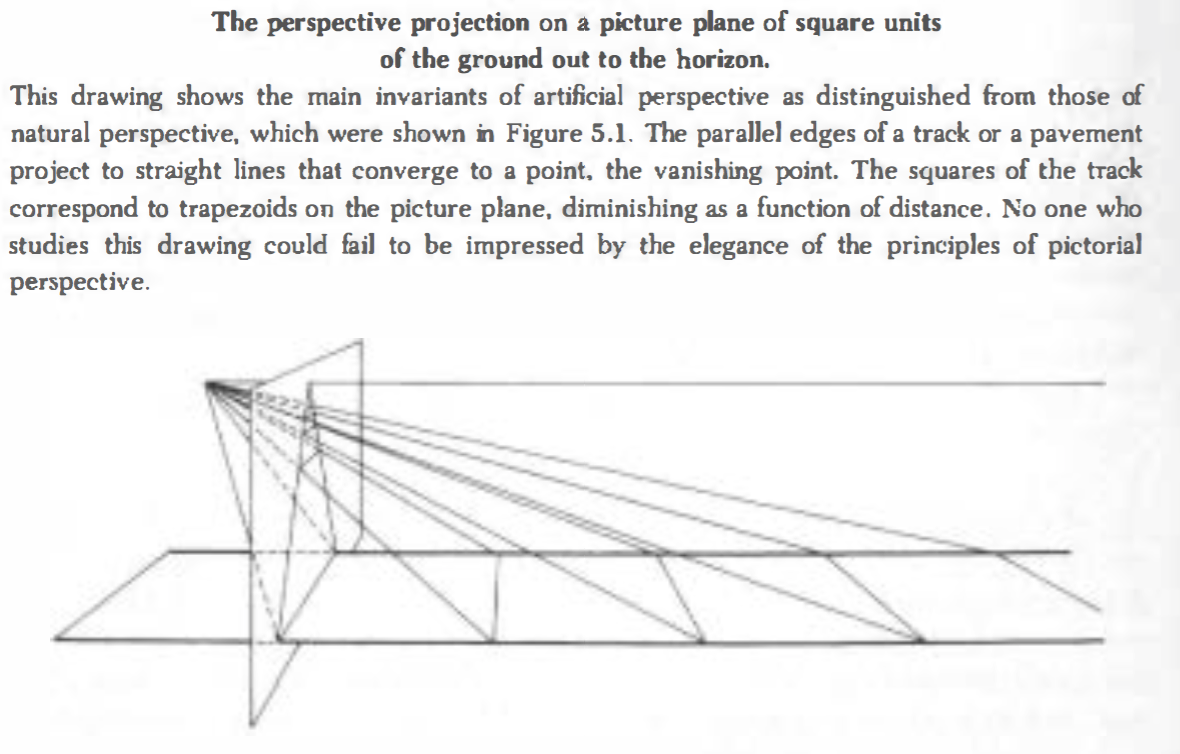 The perspective projection on a picture plane of square units
of the ground out to the horizon.
This drawing shows the main invariants of artificial perspective as distinguished from those of
natural perspective, which were shown in Figure 5.1. The parallel edges of a track or a pavement
project to straight lines that converge to a point, the vanishing point. The squares of the track
correspond to trapezoids on the picture plane, diminishing as a function of distance. No one who
studies this drawing could fail to be impressed by the elegance of the principles of pictorial
perspective.